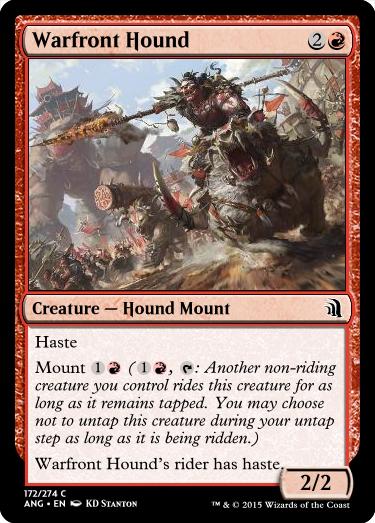 Warfront Hound 2
Creature — Hound Mount
Haste
Mount 1 (1, : Another non-riding
creature you control rides this creature for as
long as it remains tapped. You may choose
not to untap this creature during your untap
step as long as it is being ridden.)
Warfront Hound's rider has haste.
2/2
172/274 C
ANG • EN KD STANTON
™ & © 2015 Wizards of the Coast